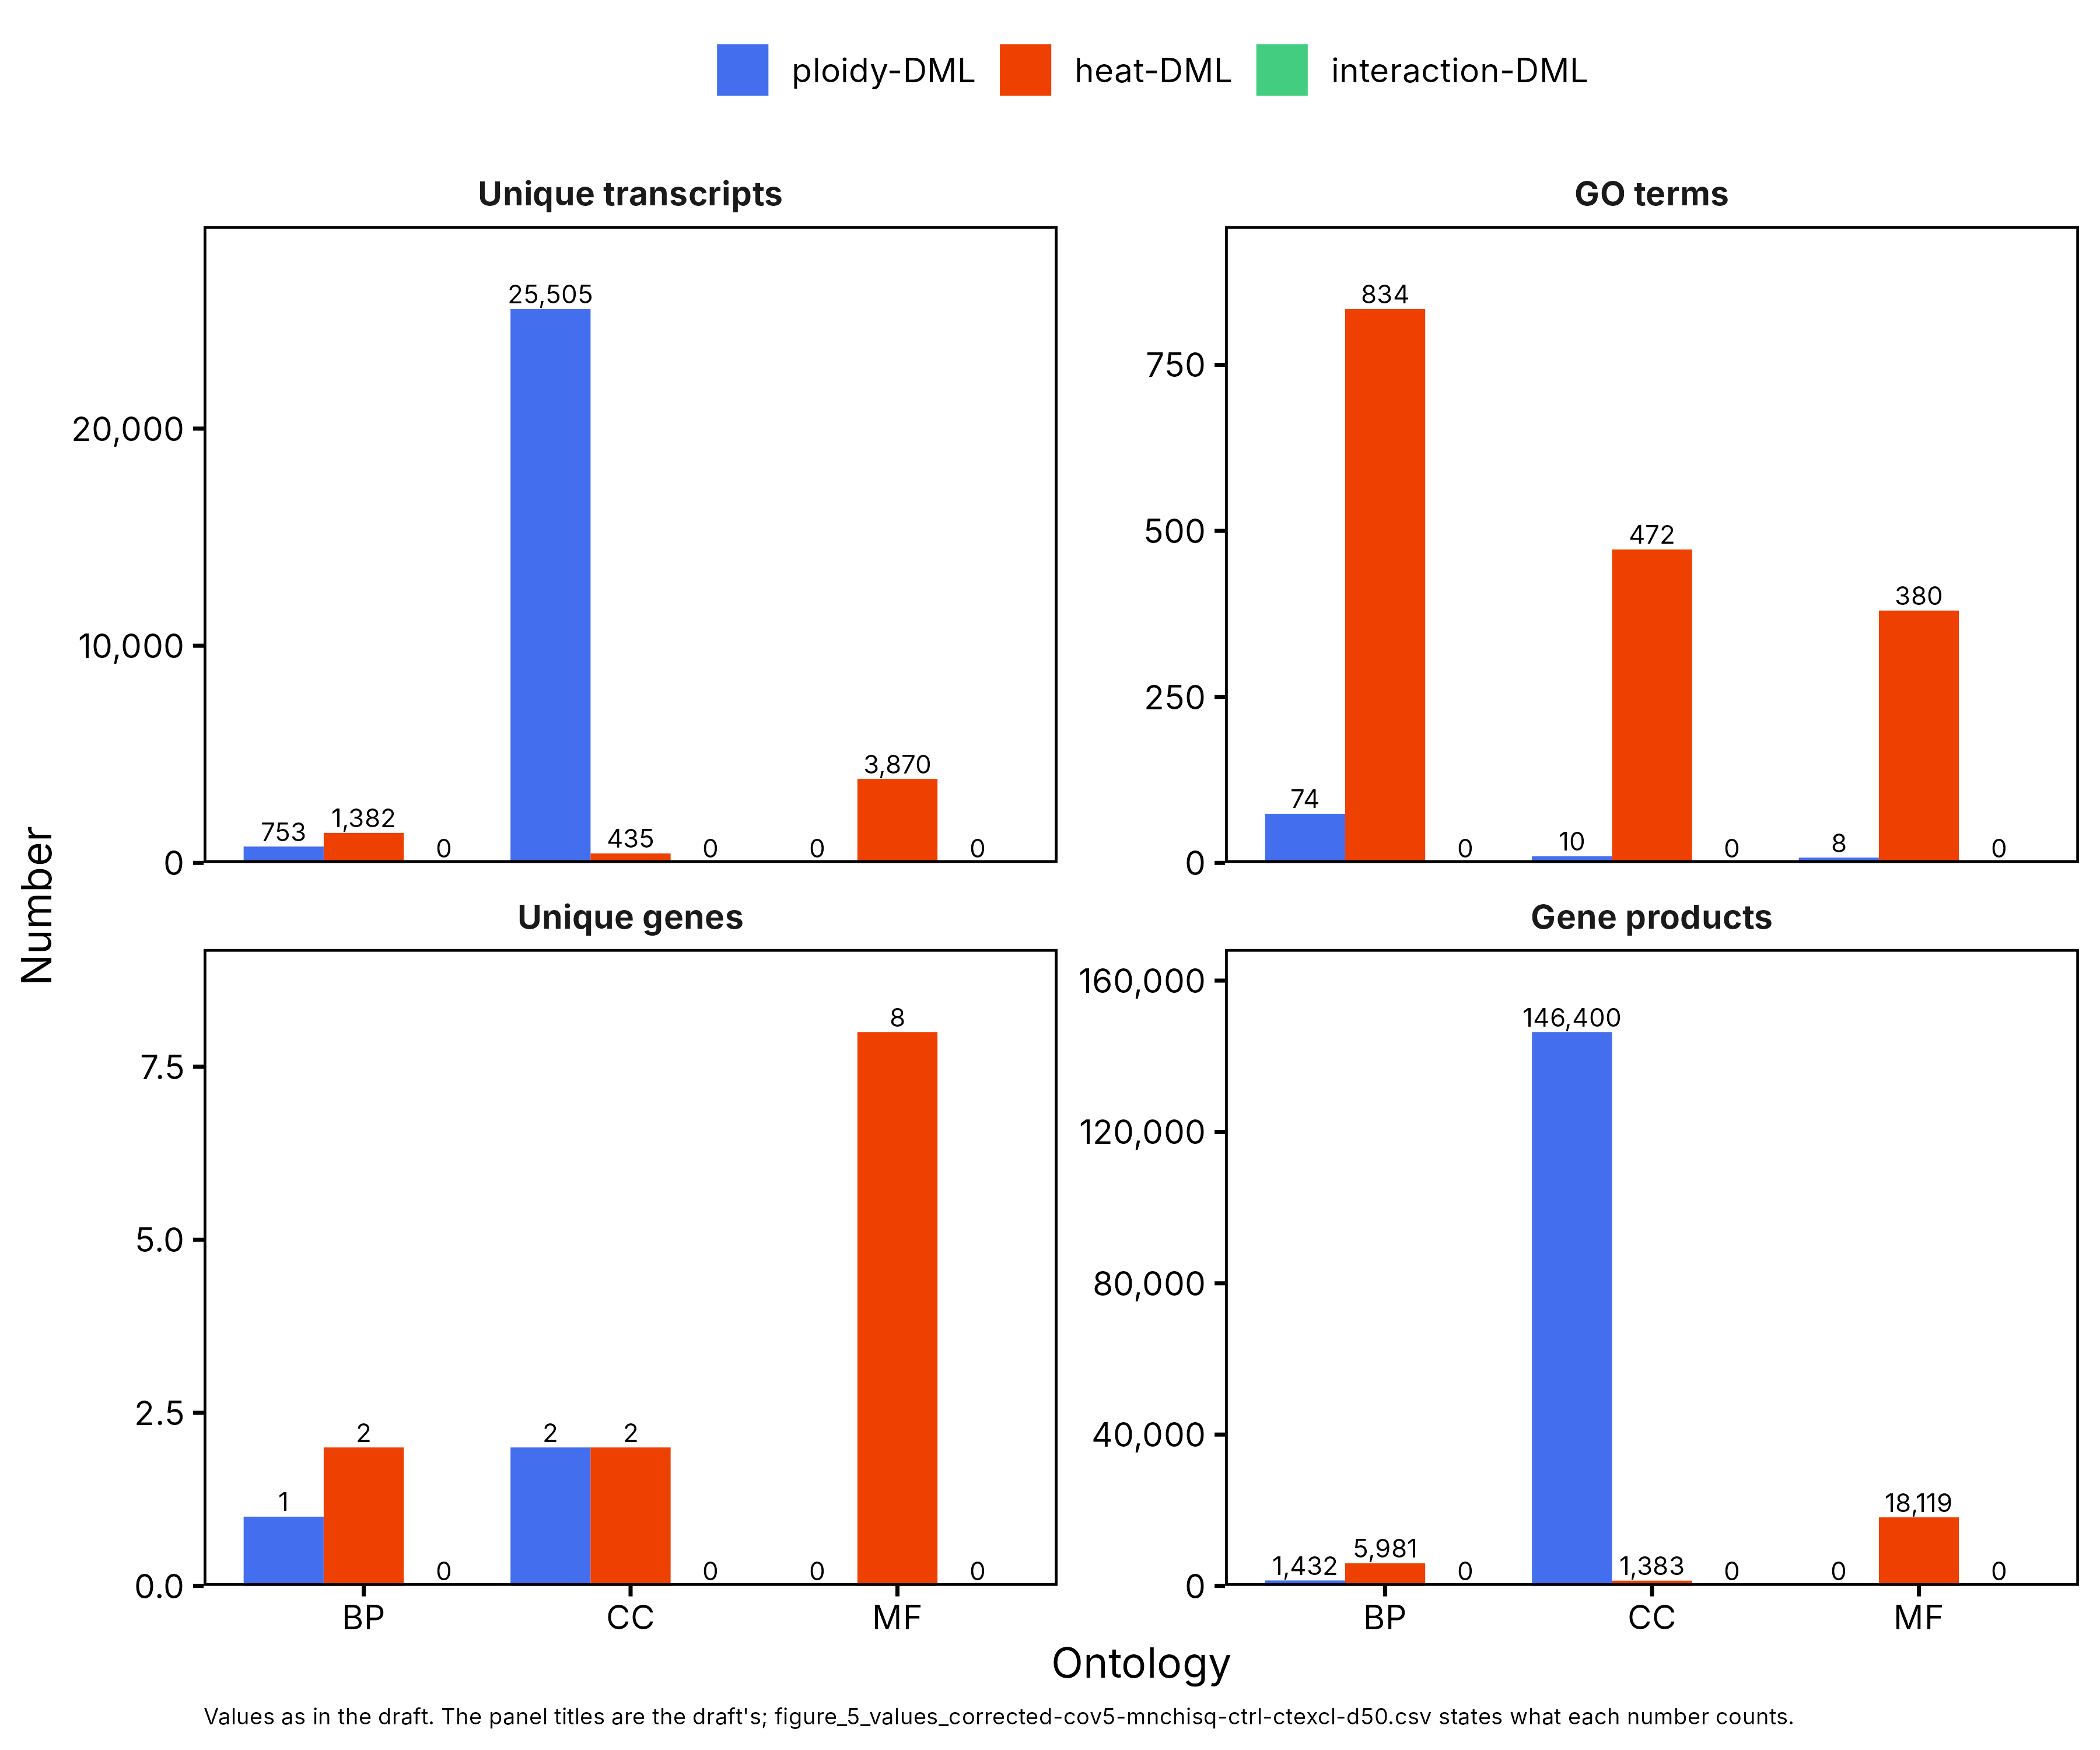 ploidy-DML heat-DML interaction-DML
Unique transcripts
25,505
20,000
10,000
3,870
753 1,382 435
0 0 0 0 0
GO terms
834
750
500
472
380
250
74
10 8
0 0 0 0
Number
Unique genes
8
7.5
5.0
2.5
2 2 2
1
0.0 0 0 0 0
BP CC MF
Gene products
160,000
146,400
120,000
80,000
40,000
18,119
1,432 5,981 1,383
0 0 0 0 0
BP CC MF
Ontology
Values as in the draft. The panel titles are the draft's; figure_5_values_corrected-cov5-mnchisq-ctrl-ctexcl-d50.csv states what each number counts.